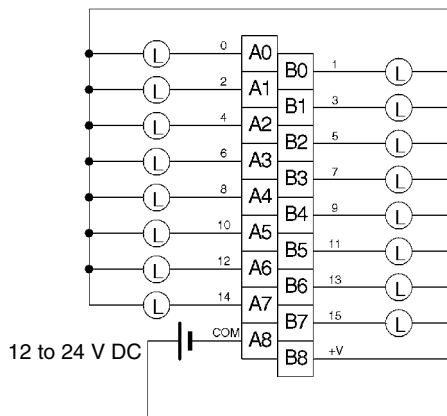 L 0 A0
B0 1 L
L 2 A1
B1 3 L
L 4 A2
B2 5 L
L 6 A3
B3 7 L
L 8 A4
B4 9 L
L 10 A5
B5 11 L
L 12 A6
B6 13 L
L 14 A7
B7 15 L
12 to 24 V DC COM A8
B8 +V